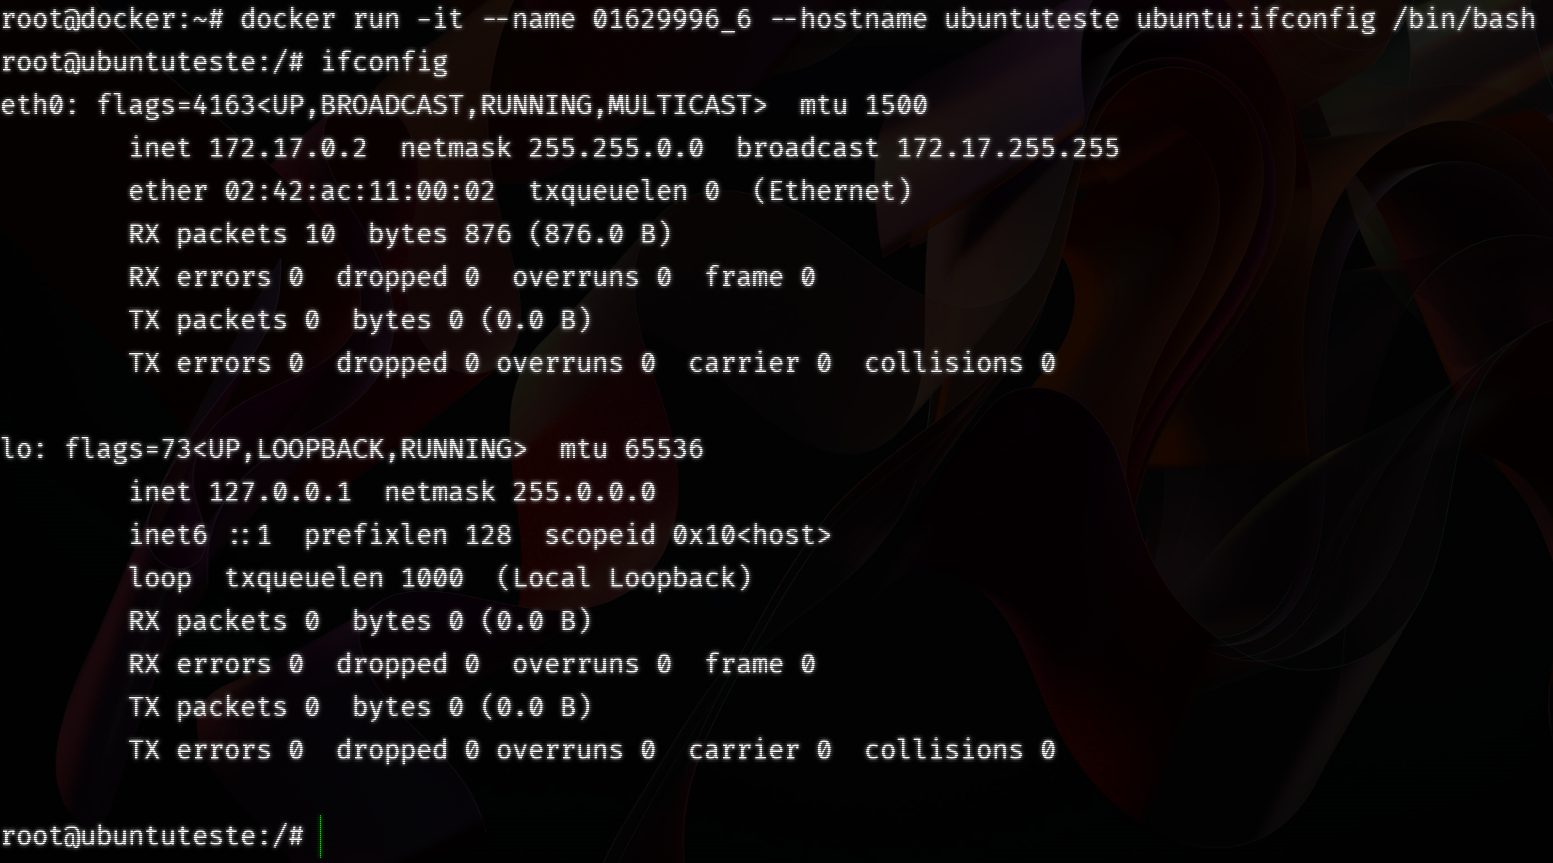 root@docker:~# docker run -it --name 01629996_6 --hostname ubuntuteste ubuntu:ifconfig /bin/bash
root@ubuntuteste:/# ifconfig
eth0: flags=4163<UP,BROADCAST,RUNNING,MULTICAST>  mtu 1500
        inet 172.17.0.2  netmask 255.255.0.0  broadcast 172.17.255.255
        ether 02:42:ac:11:00:02  txqueuelen 0  (Ethernet)
        RX packets 10  bytes 876 (876.0 B)
        RX errors 0  dropped 0  overruns 0  frame 0
        TX packets 0  bytes 0 (0.0 B)
        TX errors 0  dropped 0 overruns 0  carrier 0  collisions 0

lo: flags=73<UP,LOOPBACK,RUNNING>  mtu 65536
        inet 127.0.0.1  netmask 255.0.0.0
        inet6 ::1  prefixlen 128  scopeid 0x10<host>
        loop  txqueuelen 1000  (Local Loopback)
        RX packets 0  bytes 0 (0.0 B)
        RX errors 0  dropped 0  overruns 0  frame 0
        TX packets 0  bytes 0 (0.0 B)
        TX errors 0  dropped 0 overruns 0  carrier 0  collisions 0

root@ubuntuteste:/#